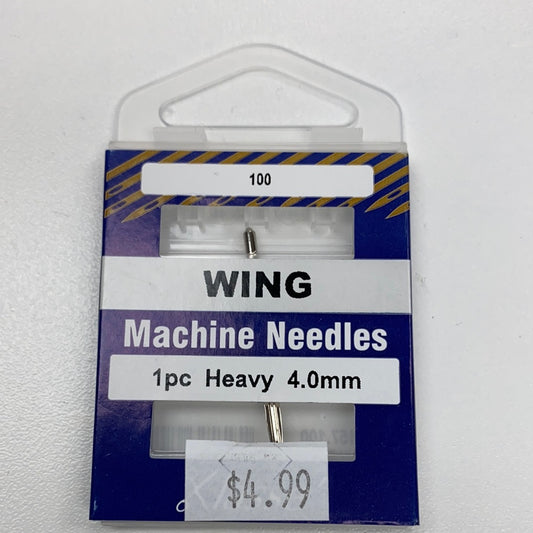 100
WING
Machine Needles
1pc Heavy 4.0mm
$4.99